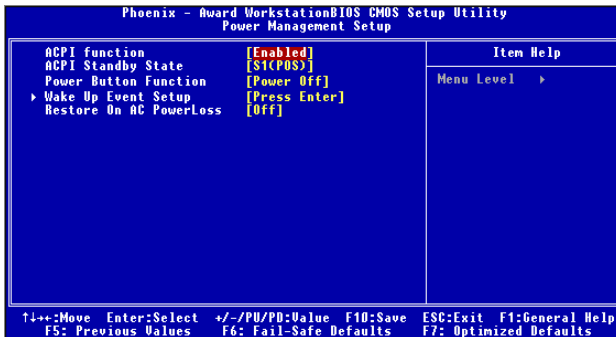 Phoenix - Award WorkstationBIOS CMOS Setup Utility
Power Management Setup
ACPI function [Enabled]
ACPI Standby State [S1(POS)]
Power Button Function [Power Off]
Wake Up Event Setup [Press Enter]
Restore On AC PowerLoss [Off]
Item Help
Menu Level
↑↓→←:Move Enter:Select +/-/PU/PD:Value F10:Save ESC:Exit F1:General Help
F5: Previous Values F6: Fail-Safe Defaults F7: Optimized Defaults